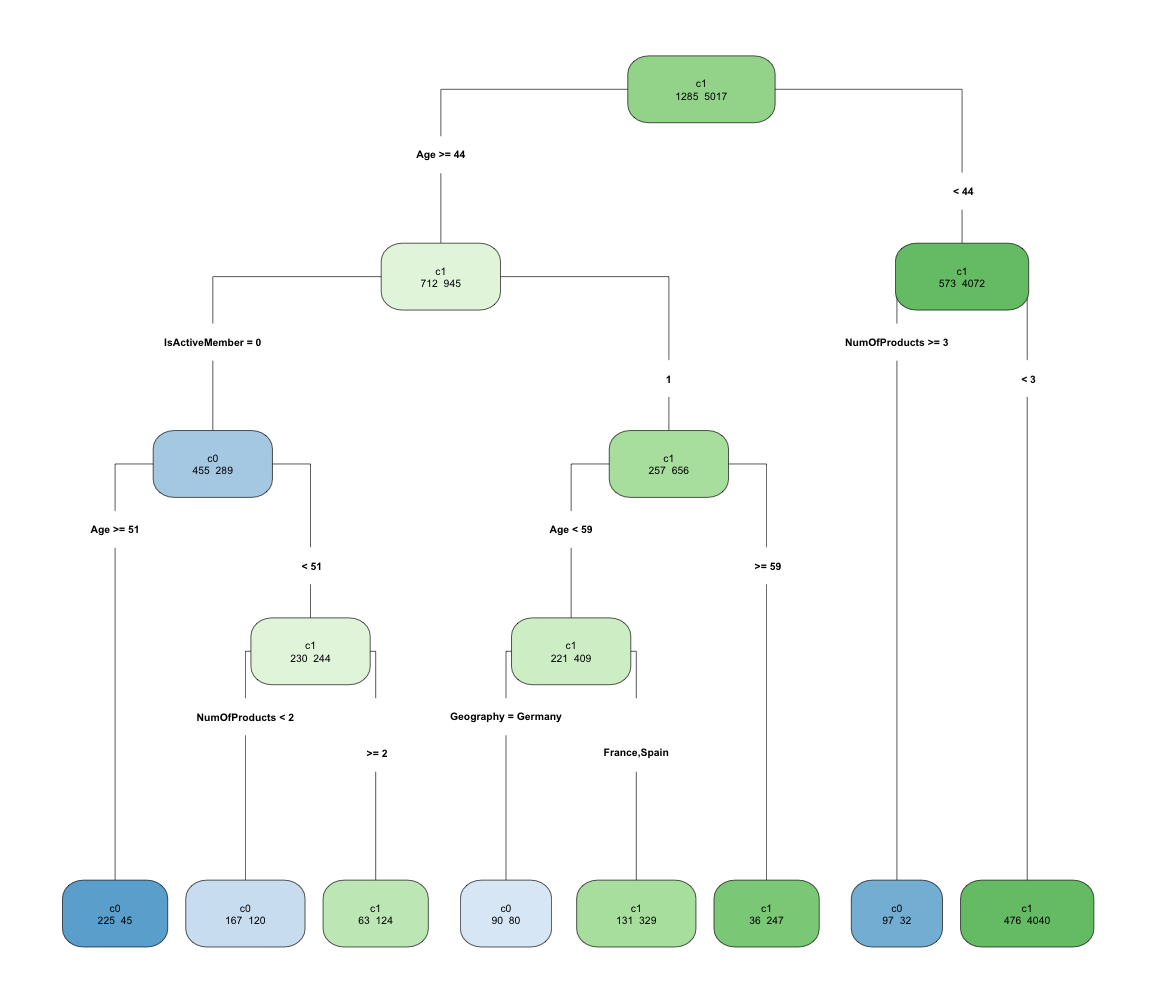 c1
1285 5017
Age >= 44
< 44
c1
712 945
c1
573 4072
IsActiveMember = 0
NumOfProducts >= 3
1
< 3
c0
455 289
c1
257 656
Age >= 51
Age < 59
< 51
>= 59
c1
230 244
c1
221 409
NumOfProducts < 2
Geography = Germany
>= 2
France,Spain
c0
225 45
c0
167 120
c1
63 124
c0
90 80
c1
131 329
c1
36 247
c0
97 32
c1
476 4040